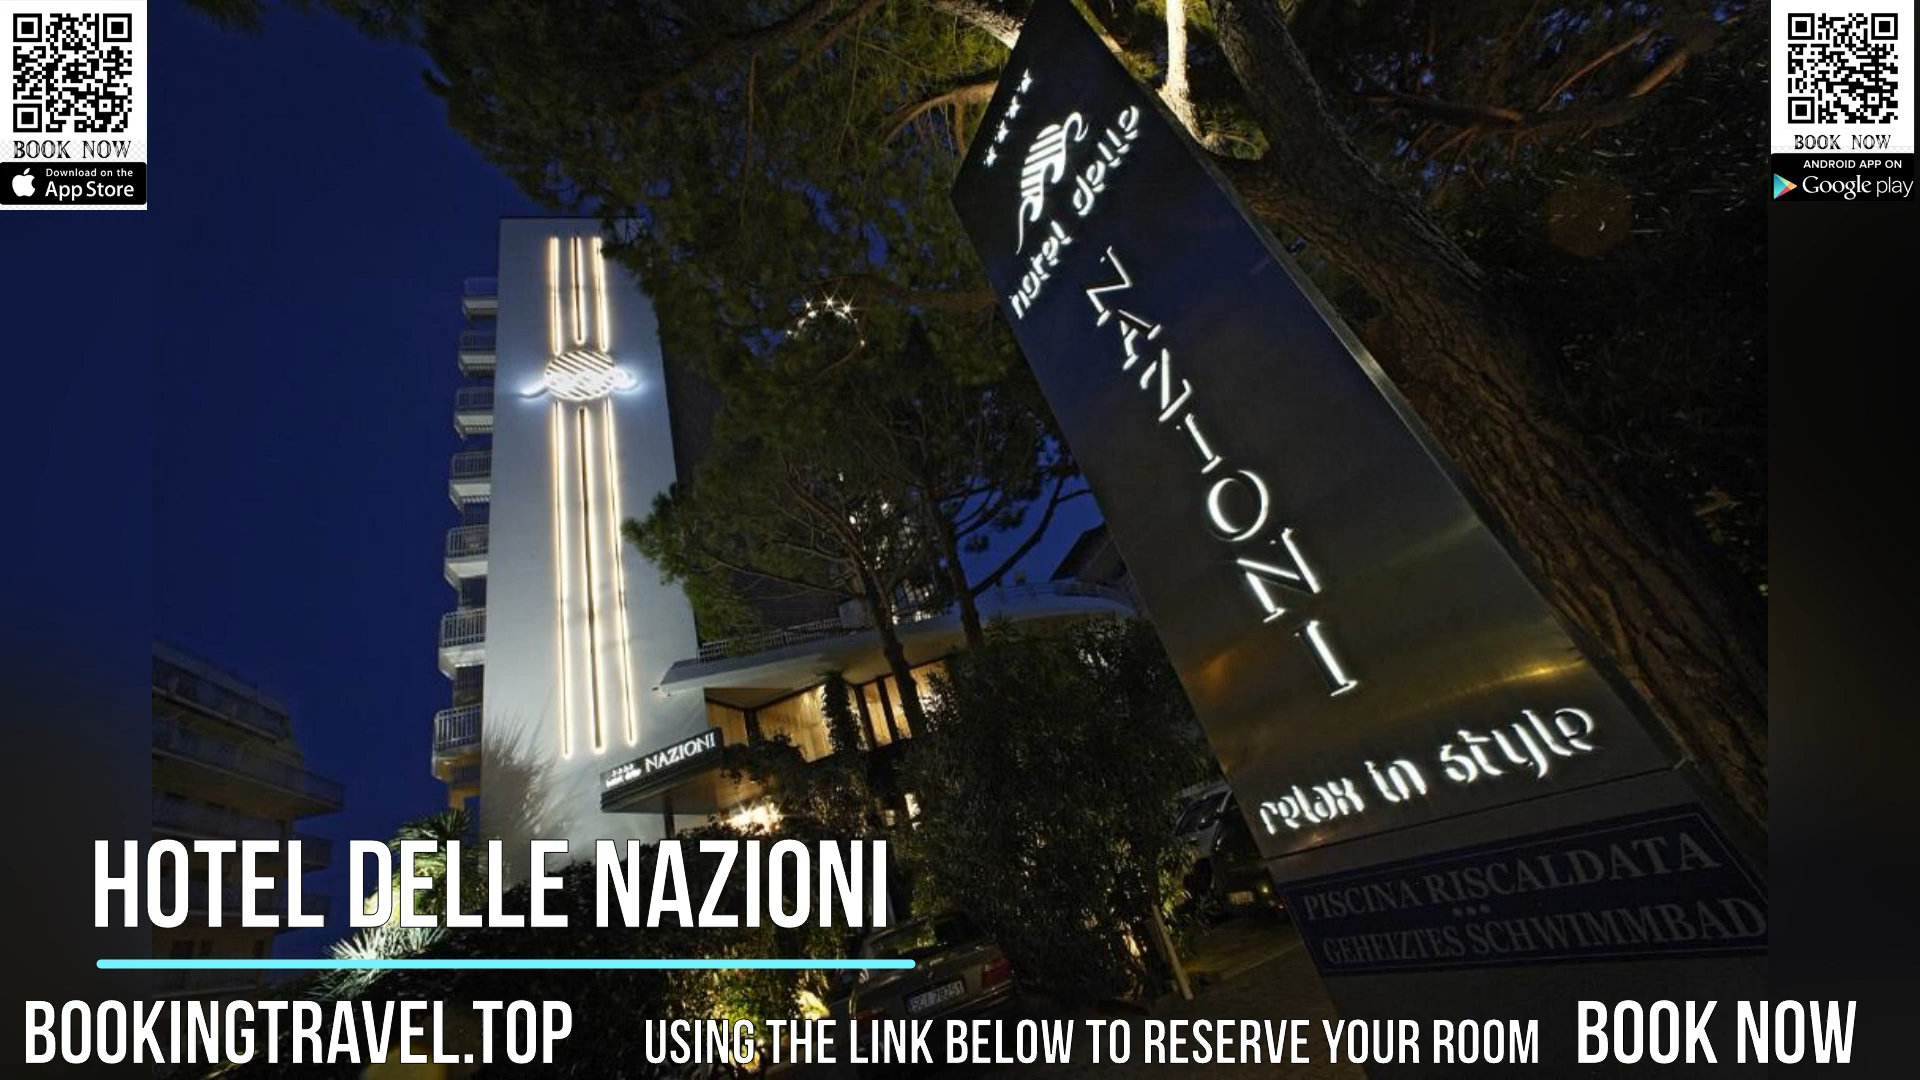 BOOK NOW
Download on the
App Store
BOOK NOW
ANDROID APP ON
Google play
★★★★
hotel delle
NAZIONI
relax in style
PISCINA RISCALDATA
***
GEHEIZTES SCHWIMMBAD
NAZIONI
HOTEL DELLE NAZIONI
BOOKINGTRAVEL.TOP
USING THE LINK BELOW TO RESERVE YOUR ROOM
BOOK NOW